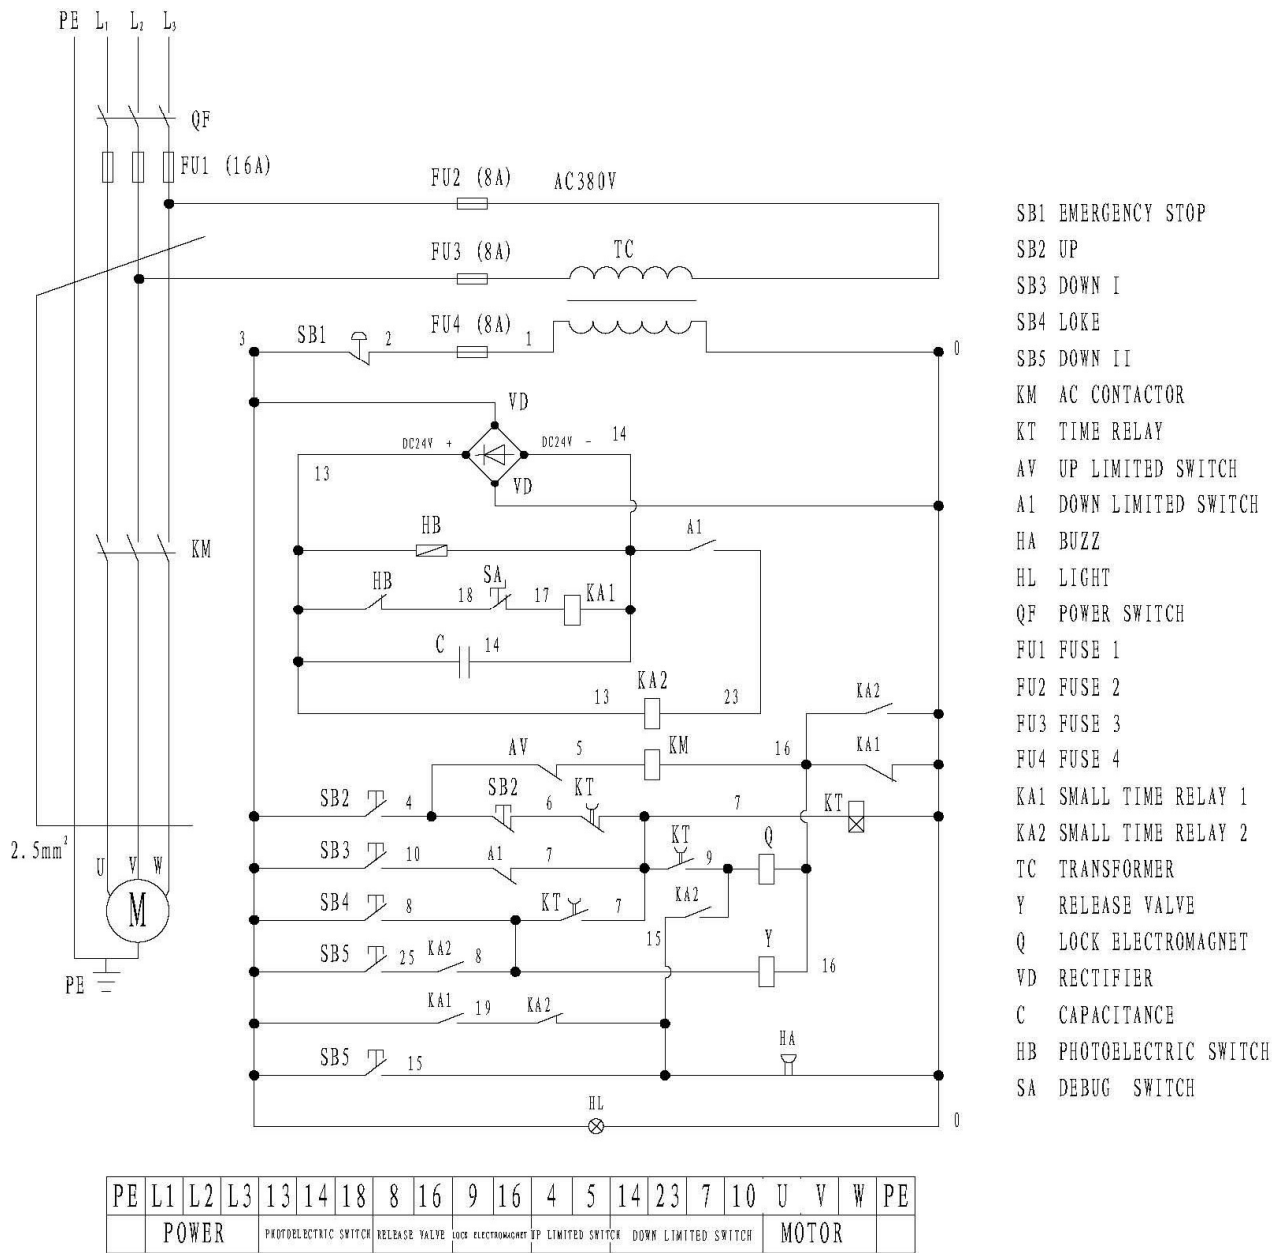 PE L₁ L₂ L₃
QF
FU1 (16A)
FU2 (8A) AC380V
FU3 (8A) TC
3 SB1 2 FU4 (8A) 1 0
VD
DC24V + DC24V - 14
13
VD
HB A1
KM
HB 18 SA 17 KA1
C 14
13 KA2 23 KA2
AV 5 KM 16 KA1
SB2 4 SB2 6 KT 7 KT
2.5mm²
SB3 10 A1 7 KT 9 Q
U V W
M
SB4 8 KT 7 KA2
15
SB5 25 KA2 8 Y 16
PE
KA1 19 KA2
SB5 15 HA
HL 0
SB1 EMERGENCY STOP
SB2 UP
SB3 DOWN I
SB4 LOKE
SB5 DOWN II
KM AC CONTACTOR
KT TIME RELAY
AV UP LIMITED SWITCH
A1 DOWN LIMITED SWITCH
HA BUZZ
HL LIGHT
QF POWER SWITCH
FU1 FUSE 1
FU2 FUSE 2
FU3 FUSE 3
FU4 FUSE 4
KA1 SMALL TIME RELAY 1
KA2 SMALL TIME RELAY 2
TC TRANSFORMER
Y RELEASE VALVE
Q LOCK ELECTROMAGNET
VD RECTIFIER
C CAPACITANCE
HB PHOTOELECTRIC SWITCH
SA DEBUG SWITCH
PE L1 L2 L3 13 14 18 8 16 9 16 4 5 14 23 7 10 U V W PE
POWER PHOTOELECTRIC SWITCH RELEASE VALVE LOCK ELECTROMAGNET UP LIMITED SWITCH DOWN LIMITED SWITCH MOTOR